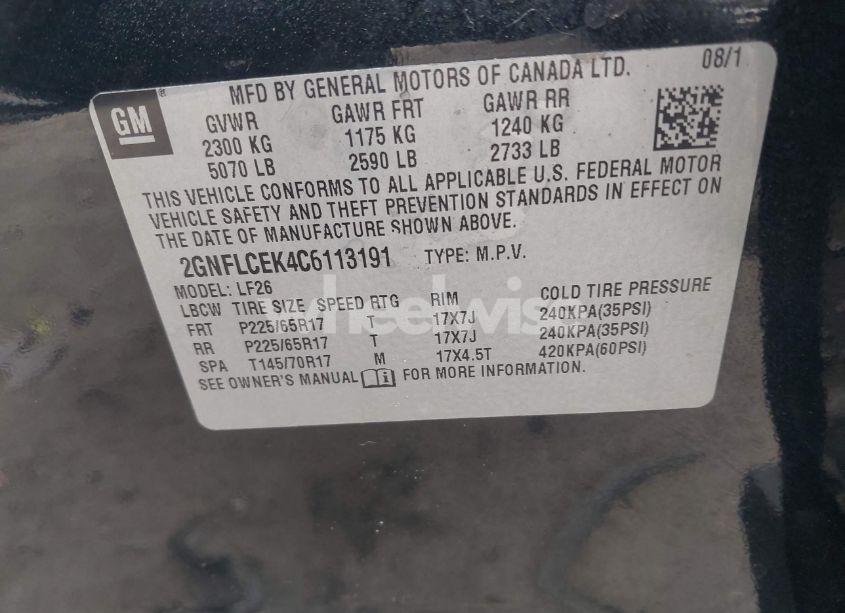 MFD BY GENERAL MOTORS OF CANADA LTD. 08/1
GM
GVWR GAWR FRT GAWR RR
2300 KG 1175 KG 1240 KG
5070 LB 2590 LB 2733 LB
THIS VEHICLE CONFORMS TO ALL APPLICABLE U.S. FEDERAL MOTOR
VEHICLE SAFETY AND THEFT PREVENTION STANDARDS IN EFFECT ON
THE DATE OF MANUFACTURE SHOWN ABOVE.
2GNFLCEK4C6113191 TYPE: M.P.V.
MODEL: LF26
LBCW TIRE SIZE SPEED RTG RIM COLD TIRE PRESSURE
FRT P225/65R17 T 17X7J 240KPA(35PSI)
RR P225/65R17 T 17X7J 240KPA(35PSI)
SPA T145/70R17 M 17X4.5T 420KPA(60PSI)
SEE OWNER'S MANUAL FOR MORE INFORMATION.
wheelwise